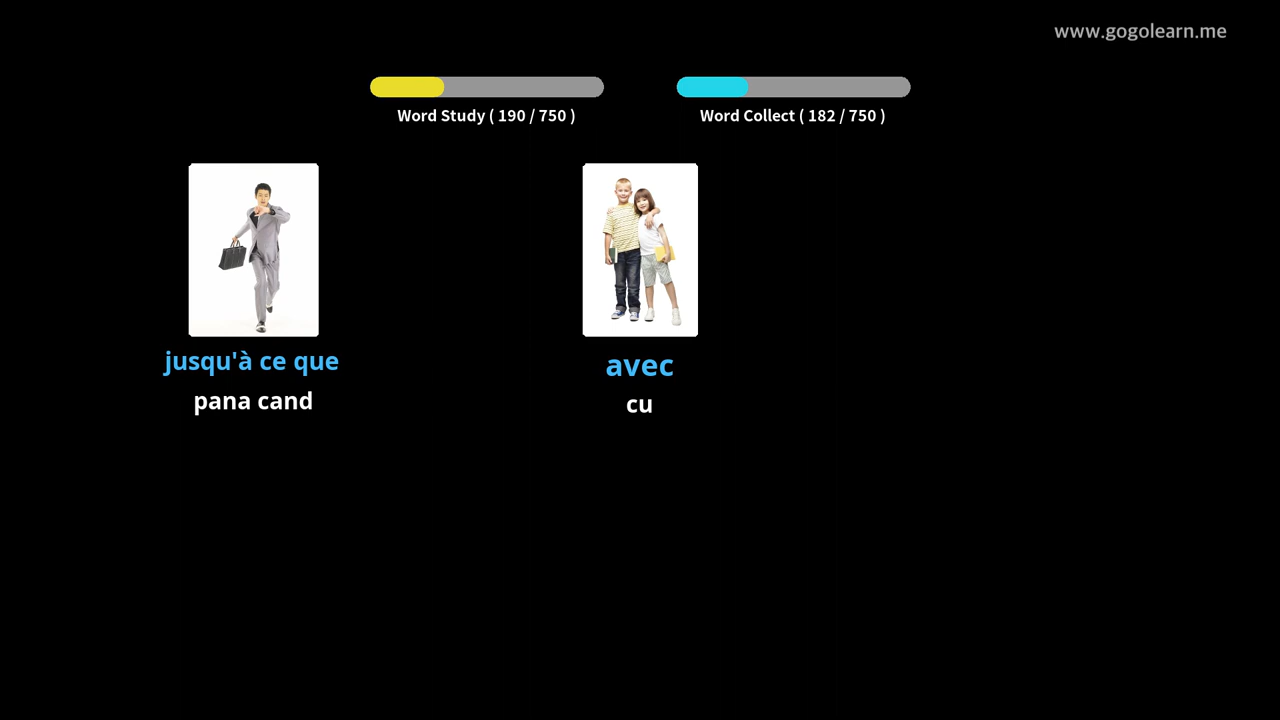 www.gogolearn.me
Word Study ( 190 / 750 )
Word Collect ( 182 / 750 )
jusqu'à ce que
pana cand
avec
cu